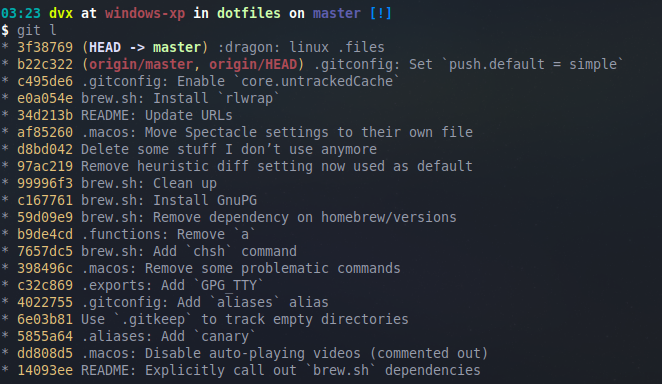 03:23 dvx at windows-xp in dotfiles on master [!]
$ git l
* 3f38769 (HEAD -> master) :dragon: linux .files
* b22c322 (origin/master, origin/HEAD) .gitconfig: Set `push.default = simple`
* c495de6 .gitconfig: Enable `core.untrackedCache`
* e0a054e brew.sh: Install `rlwrap`
* 34d213b README: Update URLs
* af85260 .macos: Move Spectacle settings to their own file
* d8bd042 Delete some stuff I don’t use anymore
* 97ac219 Remove heuristic diff setting now used as default
* 99996f3 brew.sh: Clean up
* c167761 brew.sh: Install GnuPG
* 59d09e9 brew.sh: Remove dependency on homebrew/versions
* b9de4cd .functions: Remove `a`
* 7657dc5 brew.sh: Add `chsh` command
* 398496c .macos: Remove some problematic commands
* c32c869 .exports: Add `GPG_TTY`
* 4022755 .gitconfig: Add `aliases` alias
* 6e03b81 Use `.gitkeep` to track empty directories
* 5855a64 .aliases: Add `canary`
* dd808d5 .macos: Disable auto-playing videos (commented out)
* 14093ee README: Explicitly call out `brew.sh` dependencies